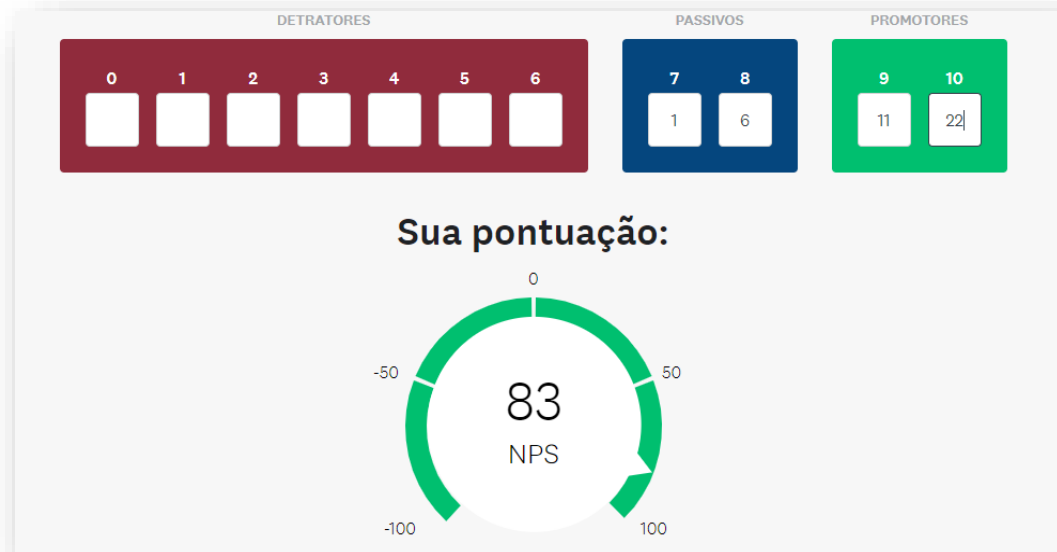 DETRATORES PASSIVOS PROMOTORES
0 1 2 3 4 5 6 7 8 9 10
1 6 11 22
Sua pontuação:
0
-50 50
83
NPS
-100 100